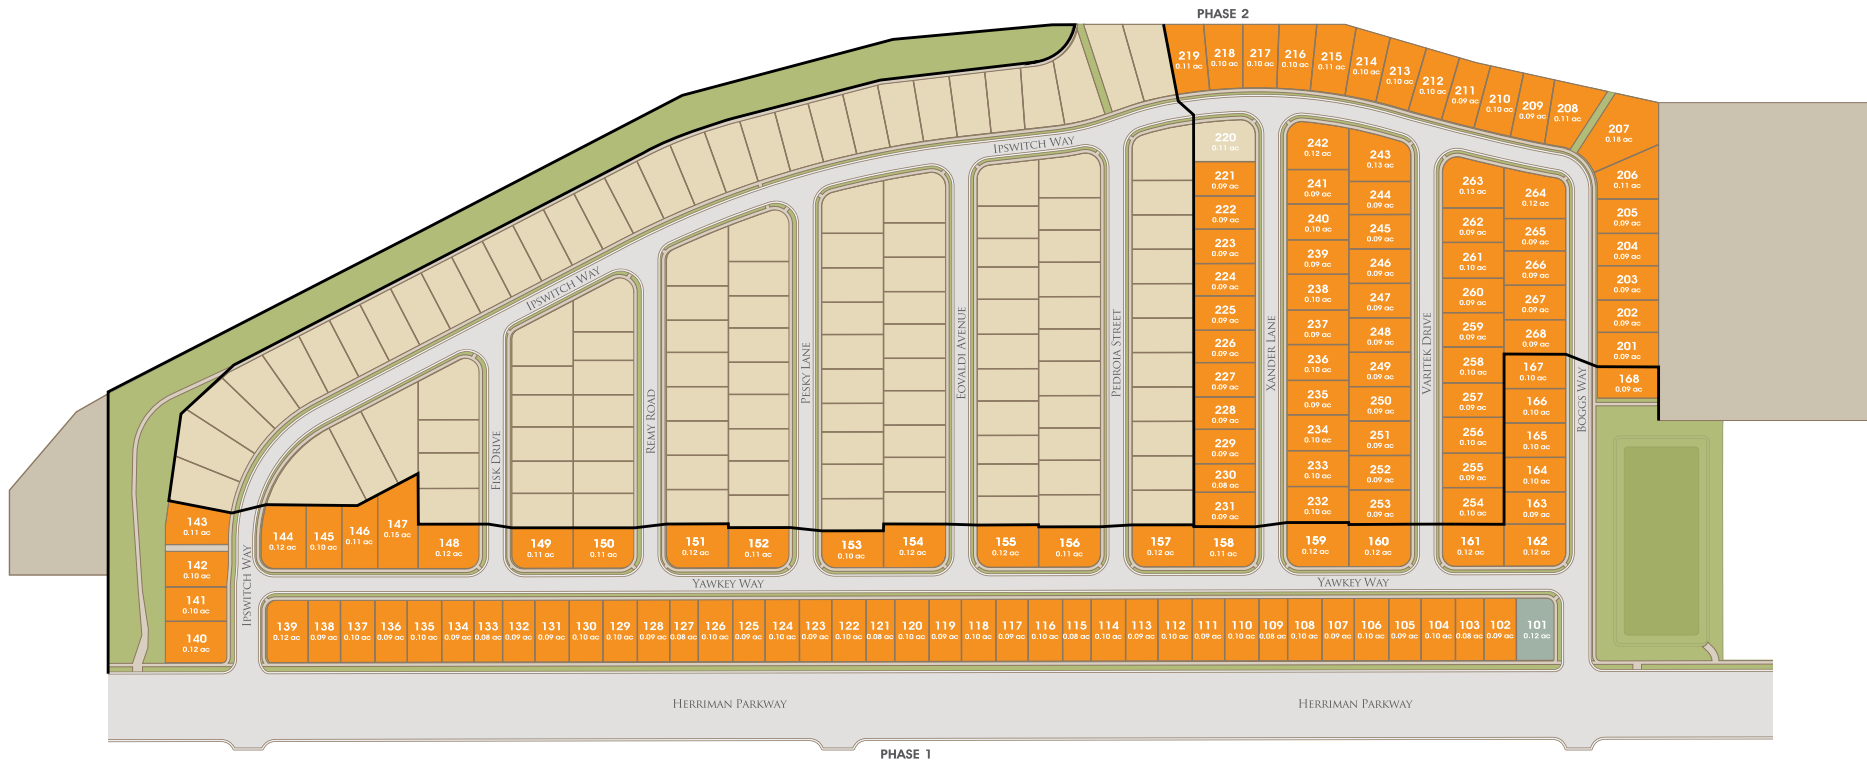 PHASE 2
219
0.11 ac
218
0.10 ac
217
0.10 ac
216
0.10 ac
215
0.11 ac
214
0.10 ac
213
0.10 ac
212
0.10 ac
211
0.09 ac
210
0.10 ac
209
0.09 ac
208
0.11 ac
207
0.18 ac
206
0.11 ac
205
0.09 ac
204
0.09 ac
203
0.09 ac
202
0.09 ac
201
0.09 ac
168
0.09 ac
IPSWITCH WAY
IPSWITCH WAY
220
0.11 ac
221
0.09 ac
222
0.09 ac
223
0.09 ac
224
0.09 ac
225
0.09 ac
226
0.09 ac
227
0.09 ac
228
0.09 ac
229
0.09 ac
230
0.08 ac
231
0.09 ac
242
0.12 ac
241
0.09 ac
240
0.10 ac
239
0.09 ac
238
0.10 ac
237
0.09 ac
236
0.10 ac
235
0.09 ac
234
0.10 ac
233
0.10 ac
232
0.10 ac
243
0.13 ac
244
0.09 ac
245
0.09 ac
246
0.09 ac
247
0.09 ac
248
0.09 ac
249
0.09 ac
250
0.09 ac
251
0.09 ac
252
0.09 ac
253
0.09 ac
263
0.13 ac
262
0.09 ac
261
0.10 ac
260
0.09 ac
259
0.09 ac
258
0.10 ac
257
0.09 ac
256
0.10 ac
255
0.09 ac
254
0.10 ac
264
0.12 ac
265
0.09 ac
266
0.09 ac
267
0.09 ac
268
0.09 ac
167
0.10 ac
166
0.10 ac
165
0.10 ac
164
0.10 ac
163
0.09 ac
FISK DRIVE
REMY ROAD
PESKY LANE
EOVALDI AVENUE
PEDROIA STREET
XANDER LANE
VARITEK DRIVE
BOGGS WAY
IPSWITCH WAY
143
0.11 ac
142
0.10 ac
141
0.10 ac
140
0.12 ac
144
0.12 ac
145
0.10 ac
146
0.11 ac
147
0.15 ac
148
0.12 ac
149
0.11 ac
150
0.11 ac
151
0.12 ac
152
0.11 ac
153
0.10 ac
154
0.12 ac
155
0.12 ac
156
0.11 ac
157
0.12 ac
158
0.11 ac
159
0.12 ac
160
0.12 ac
161
0.12 ac
162
0.12 ac
YAWKEY WAY
YAWKEY WAY
139
0.12 ac
138
0.09 ac
137
0.10 ac
136
0.09 ac
135
0.10 ac
134
0.09 ac
133
0.08 ac
132
0.09 ac
131
0.09 ac
130
0.10 ac
129
0.10 ac
128
0.09 ac
127
0.08 ac
126
0.10 ac
125
0.09 ac
124
0.10 ac
123
0.09 ac
122
0.10 ac
121
0.08 ac
120
0.10 ac
119
0.09 ac
118
0.10 ac
117
0.09 ac
116
0.10 ac
115
0.08 ac
114
0.10 ac
113
0.09 ac
112
0.10 ac
111
0.09 ac
110
0.10 ac
109
0.08 ac
108
0.10 ac
107
0.09 ac
106
0.10 ac
105
0.09 ac
104
0.10 ac
103
0.08 ac
102
0.09 ac
101
0.12 ac
HERRIMAN PARKWAY
HERRIMAN PARKWAY
PHASE 1